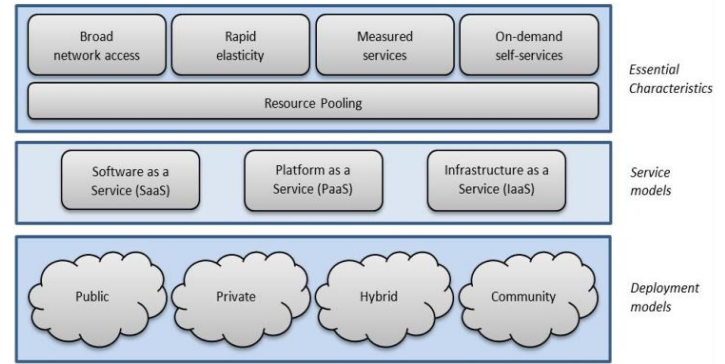 Broad
network access
Rapid
elasticity
Measured
services
On-demand
self-services
Resource Pooling
Essential
Characteristics
Software as a
Service (SaaS)
Platform as a
Service (PaaS)
Infrastructure as a
Service (IaaS)
Service
models
Public
Private
Hybrid
Community
Deployment
models